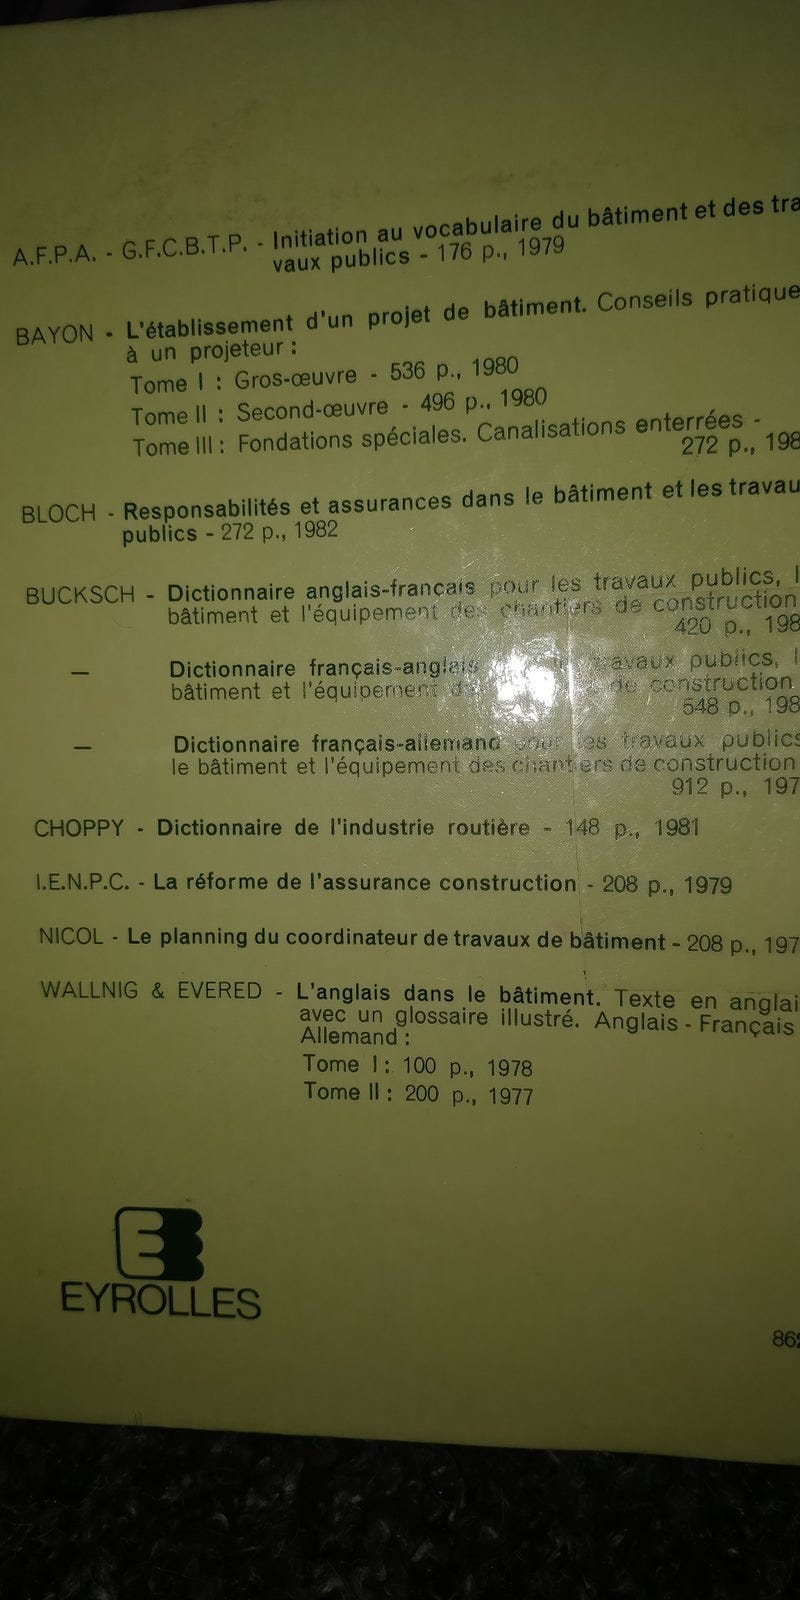 A.F.P.A. - G.F.C.B.T.P. - Initiation au vocabulaire du bâtiment et des tra
vaux publics - 176 p., 1979
BAYON - L'établissement d'un projet de bâtiment. Conseils pratique
à un projeteur :
Tome I : Gros-œuvre - 536 p., 1980
Tome II : Second-œuvre - 496 p., 1980
Tome III : Fondations spéciales. Canalisations enterrées -
272 p., 198
BLOCH - Responsabilités et assurances dans le bâtiment et les travau
publics - 272 p., 1982
BUCKSCH - Dictionnaire anglais-français pour les travaux publics, l
bâtiment et l'équipement des chantiers de construction
420 p., 198
— Dictionnaire français-anglais travaux publics, l
bâtiment et l'équipement de construction
548 p., 198
— Dictionnaire français-allemand pour les travaux publics
le bâtiment et l'équipement des chantiers de construction
912 p., 197
CHOPPY - Dictionnaire de l'industrie routière - 148 p., 1981
I.E.N.P.C. - La réforme de l'assurance construction - 208 p., 1979
NICOL - Le planning du coordinateur de travaux de bâtiment - 208 p., 197
WALLNIG & EVERED - L'anglais dans le bâtiment. Texte en anglai
avec un glossaire illustré. Anglais - Français
Allemand :
Tome I : 100 p., 1978
Tome II : 200 p., 1977
EYROLLES
862